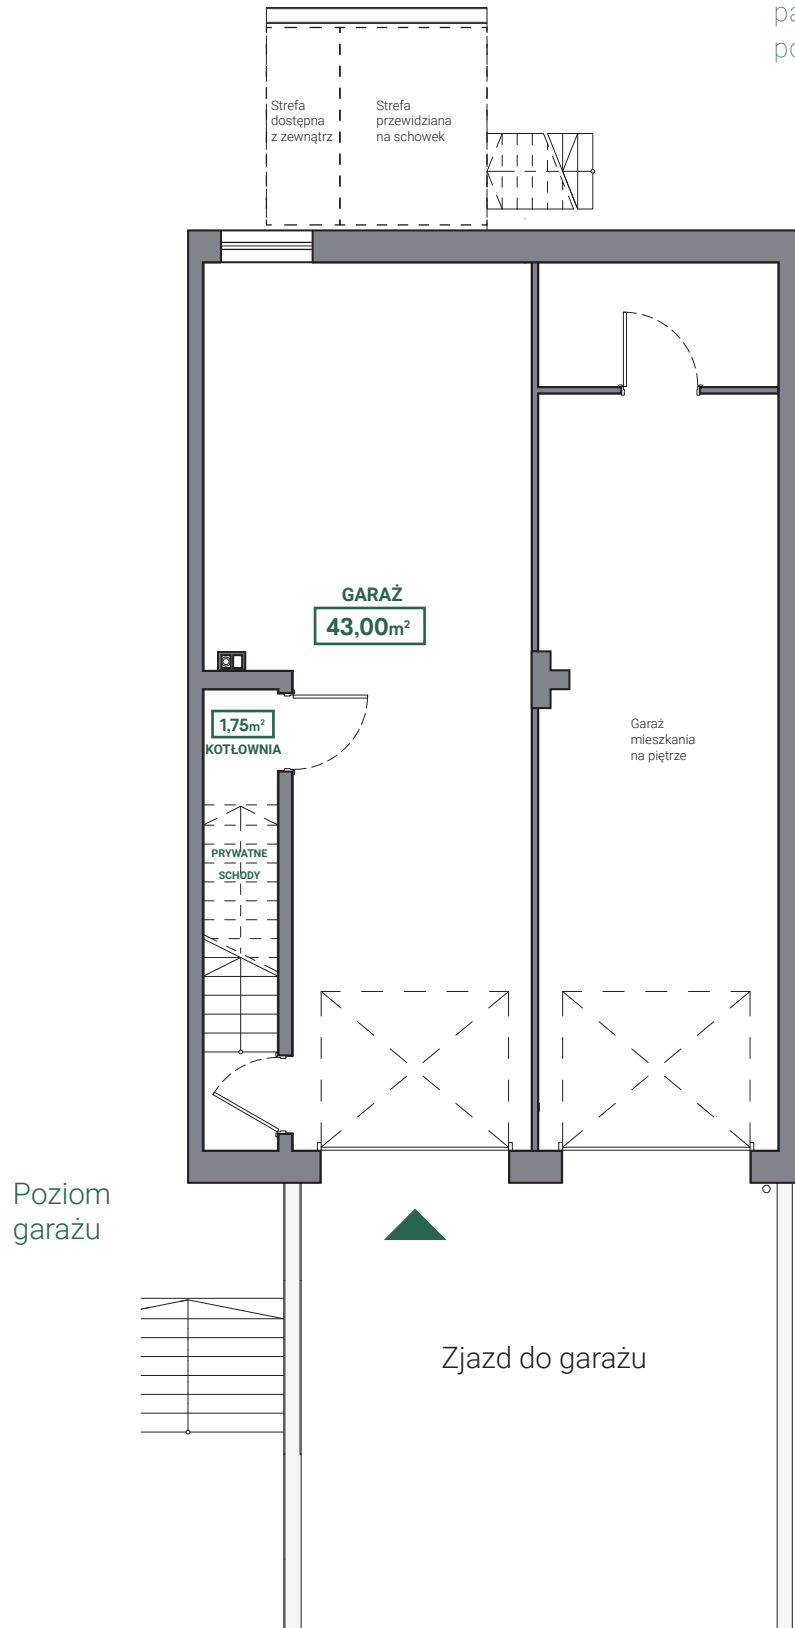 Strefa
dostępna
z zewnątrz
Strefa
przewidziana
na schowek
GARAŻ
43,00m²
1,75m²
KOTŁOWNIA
Garaż
mieszkania
na piętrze
PRYWATNE
SCHODY
Poziom
garażu
Zjazd do garażu